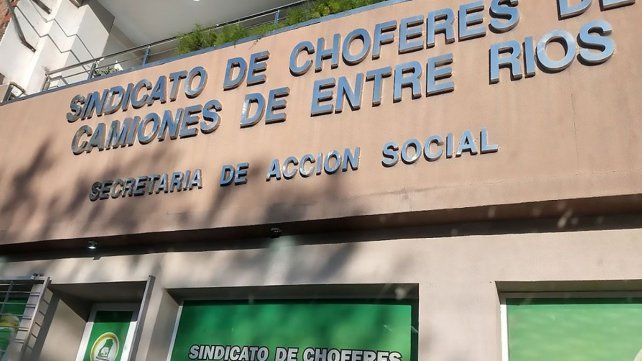 SINDICATO DE CHOFERES DE
CAMIONES DE ENTRE RIOS
SECRETARIA DE ACCION SOCIAL
SINDICATO DE CHOFERES